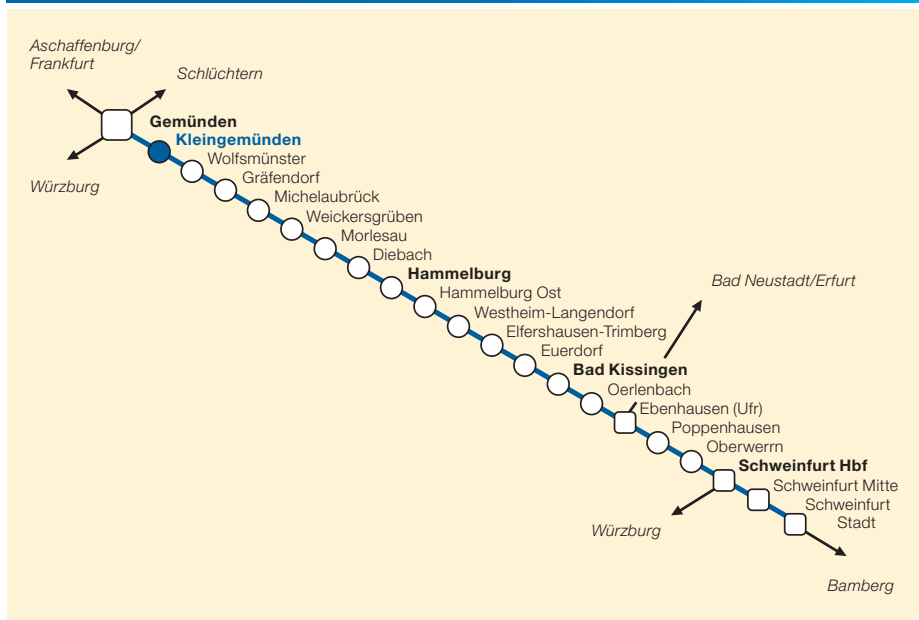 Aschaffenburg/
Frankfurt
Schlüchtern
Gemünden
Kleingemünden
Wolfsmünster
Würzburg
Gräfendorf
Michelaubrück
Weickersgrüben
Morlesau
Diebach
Hammelburg
Bad Neustadt/Erfurt
Hammelburg Ost
Westheim-Langendorf
Elfershausen-Trimberg
Euerdorf
Bad Kissingen
Oerlenbach
Ebenhausen (Ufr)
Poppenhausen
Oberwerrn
Schweinfurt Hbf
Schweinfurt Mitte
Schweinfurt
Stadt
Würzburg
Bamberg